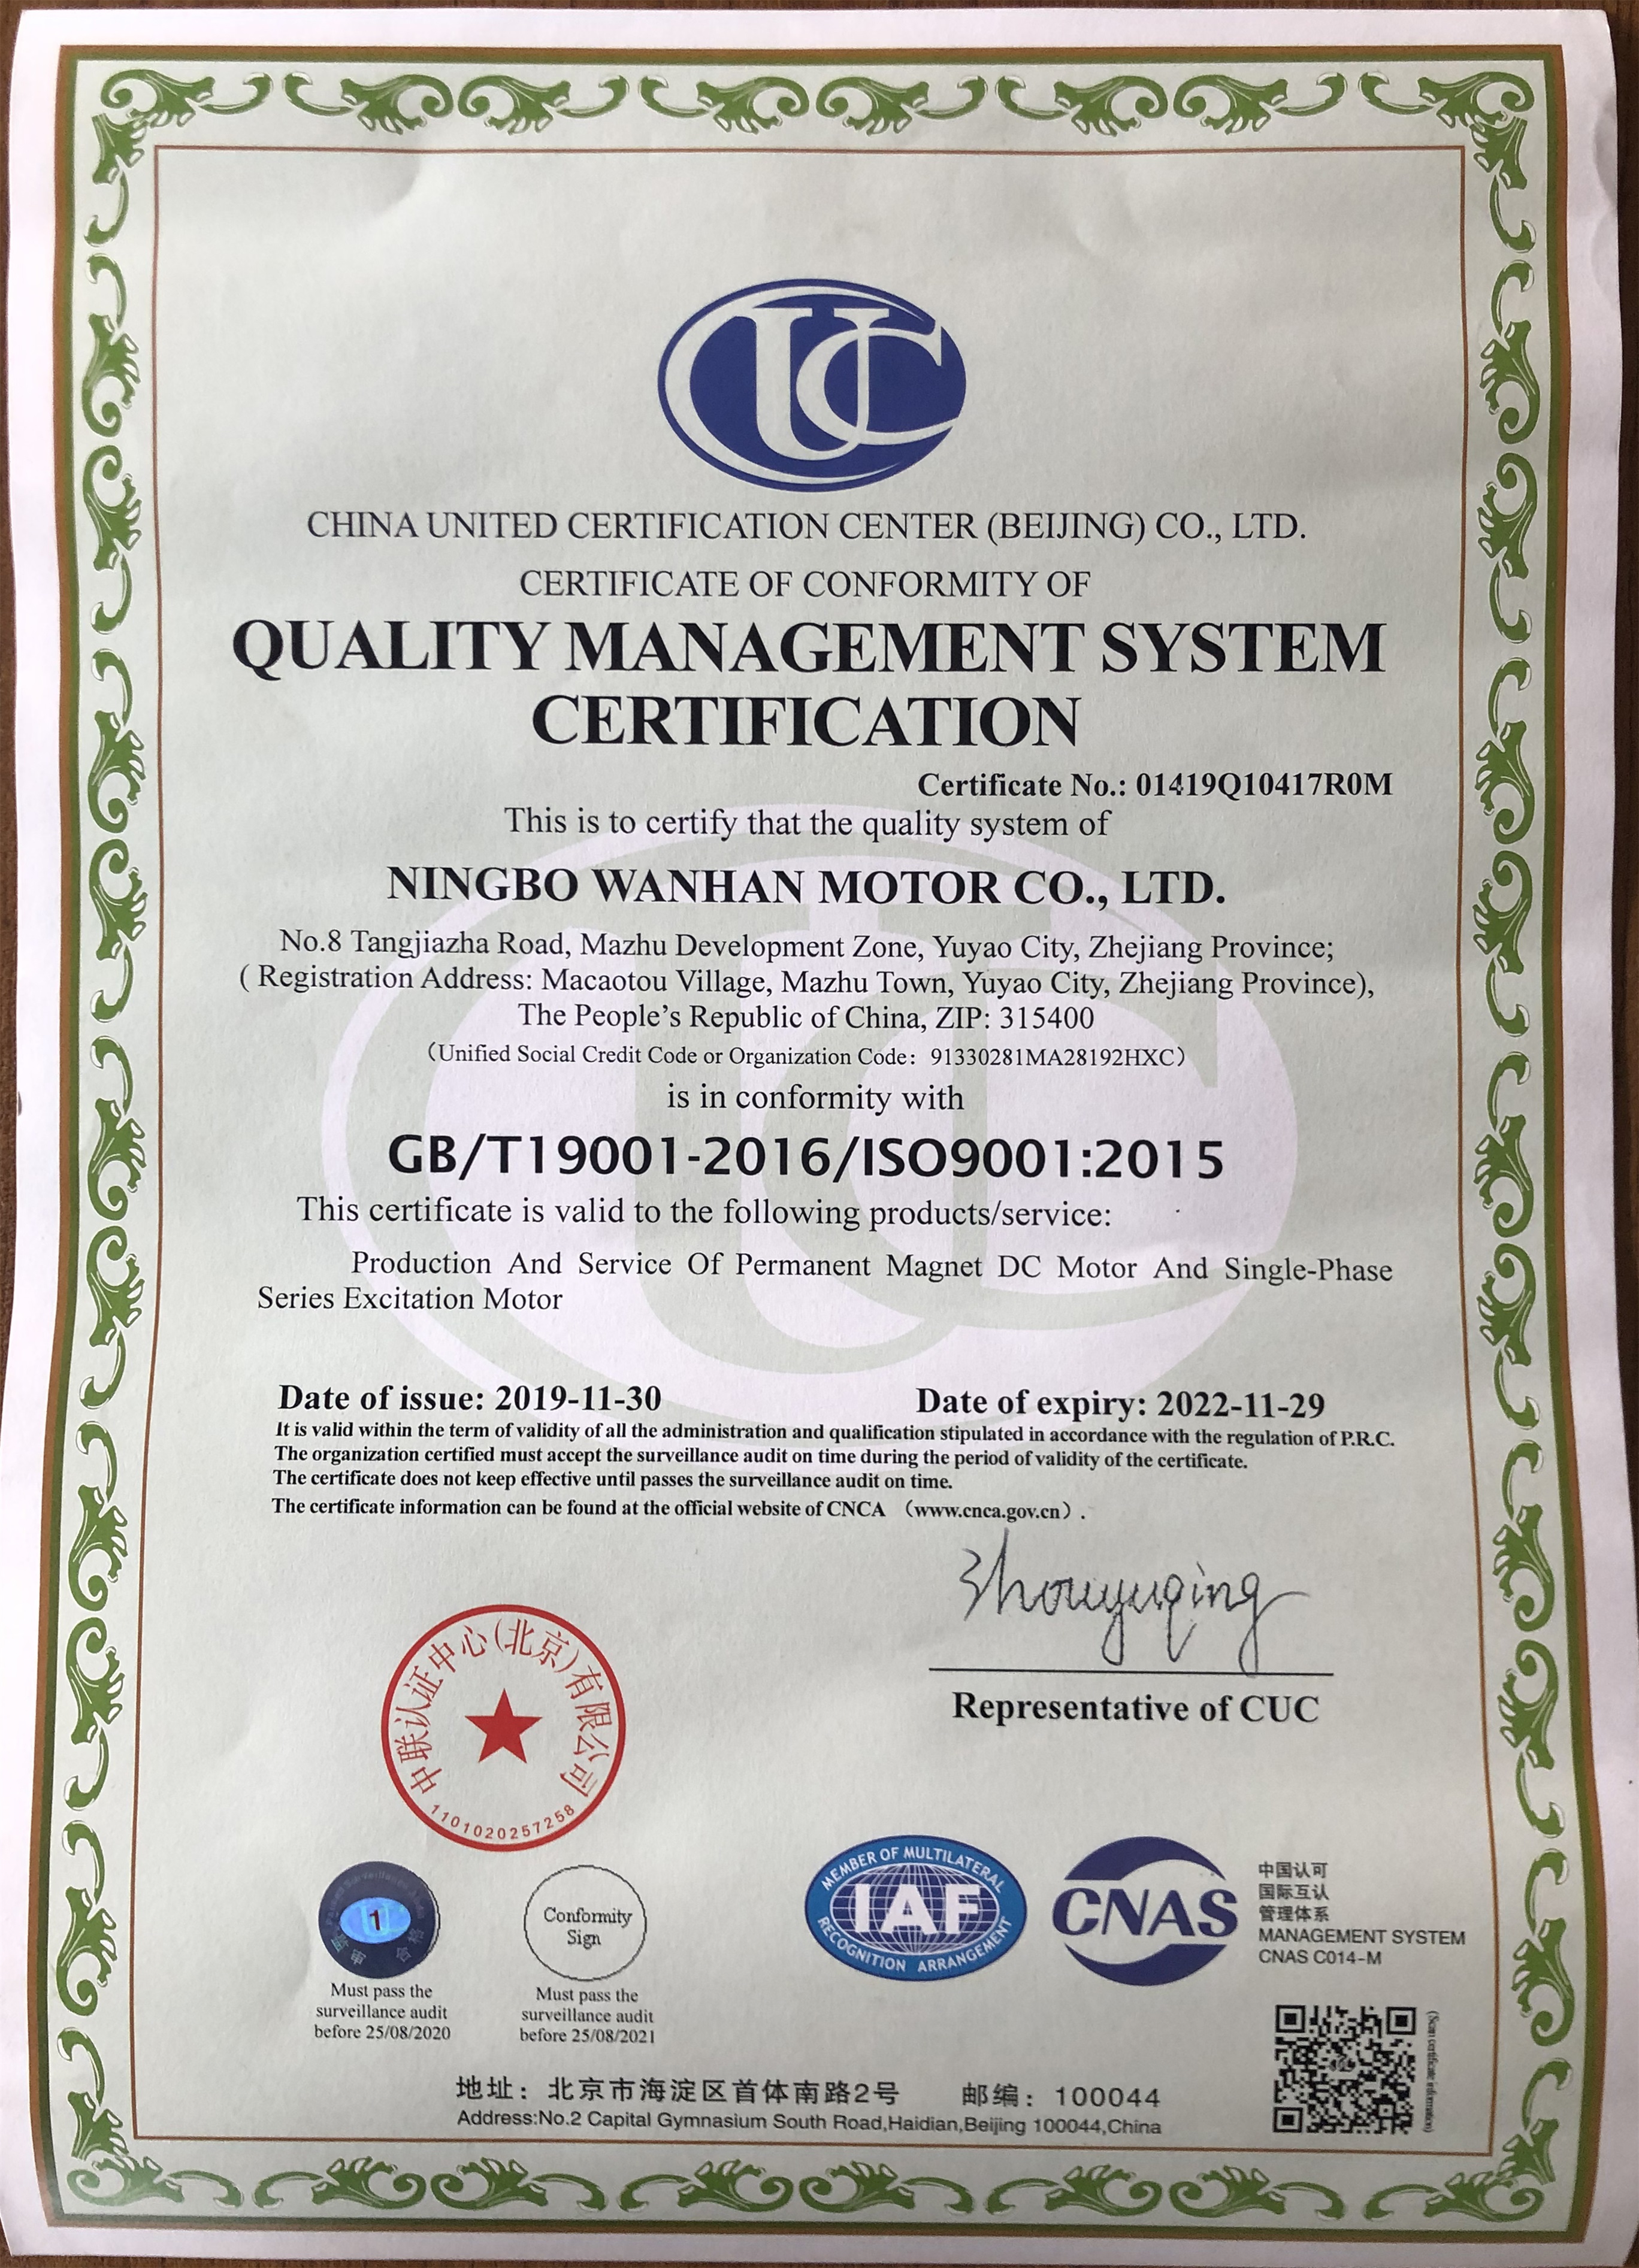 UC
CHINA UNITED CERTIFICATION CENTER (BEIJING) CO., LTD.
CERTIFICATE OF CONFORMITY OF
QUALITY MANAGEMENT SYSTEM
CERTIFICATION
Certificate No.: 01419Q10417R0M
This is to certify that the quality system of
NINGBO WANHAN MOTOR CO., LTD.
No.8 Tangjiazha Road, Mazhu Development Zone, Yuyao City, Zhejiang Province;
( Registration Address: Macaotou Village, Mazhu Town, Yuyao City, Zhejiang Province),
The People's Republic of China, ZIP: 315400
（Unified Social Credit Code or Organization Code：91330281MA28192HXC）
is in conformity with
GB/T19001-2016/ISO9001:2015
This certificate is valid to the following products/service:
Production And Service Of Permanent Magnet DC Motor And Single-Phase
Series Excitation Motor
Date of issue: 2019-11-30 Date of expiry: 2022-11-29
It is valid within the term of validity of all the administration and qualification stipulated in accordance with the regulation of P.R.C.
The organization certified must accept the surveillance audit on time during the period of validity of the certificate.
The certificate does not keep effective until passes the surveillance audit on time.
The certificate information can be found at the official website of CNCA （www.cnca.gov.cn）.
Zhouyuqing
Representative of CUC
中联认证中心(北京)有限公司
1101020257258
1
监审合格
Must pass the
surveillance audit
before 25/08/2020
Conformity
Sign
Must pass the
surveillance audit
before 25/08/2021
MEMBER OF MULTILATERAL
IAF
RECOGNITION ARRANGEMENT
CNAS
中国认可
国际互认
管理体系
MANAGEMENT SYSTEM
CNAS C014-M
(Scan certificate information)
地址：北京市海淀区首体南路2号 邮编：100044
Address:No.2 Capital Gymnasium South Road,Haidian,Beijing 100044,China